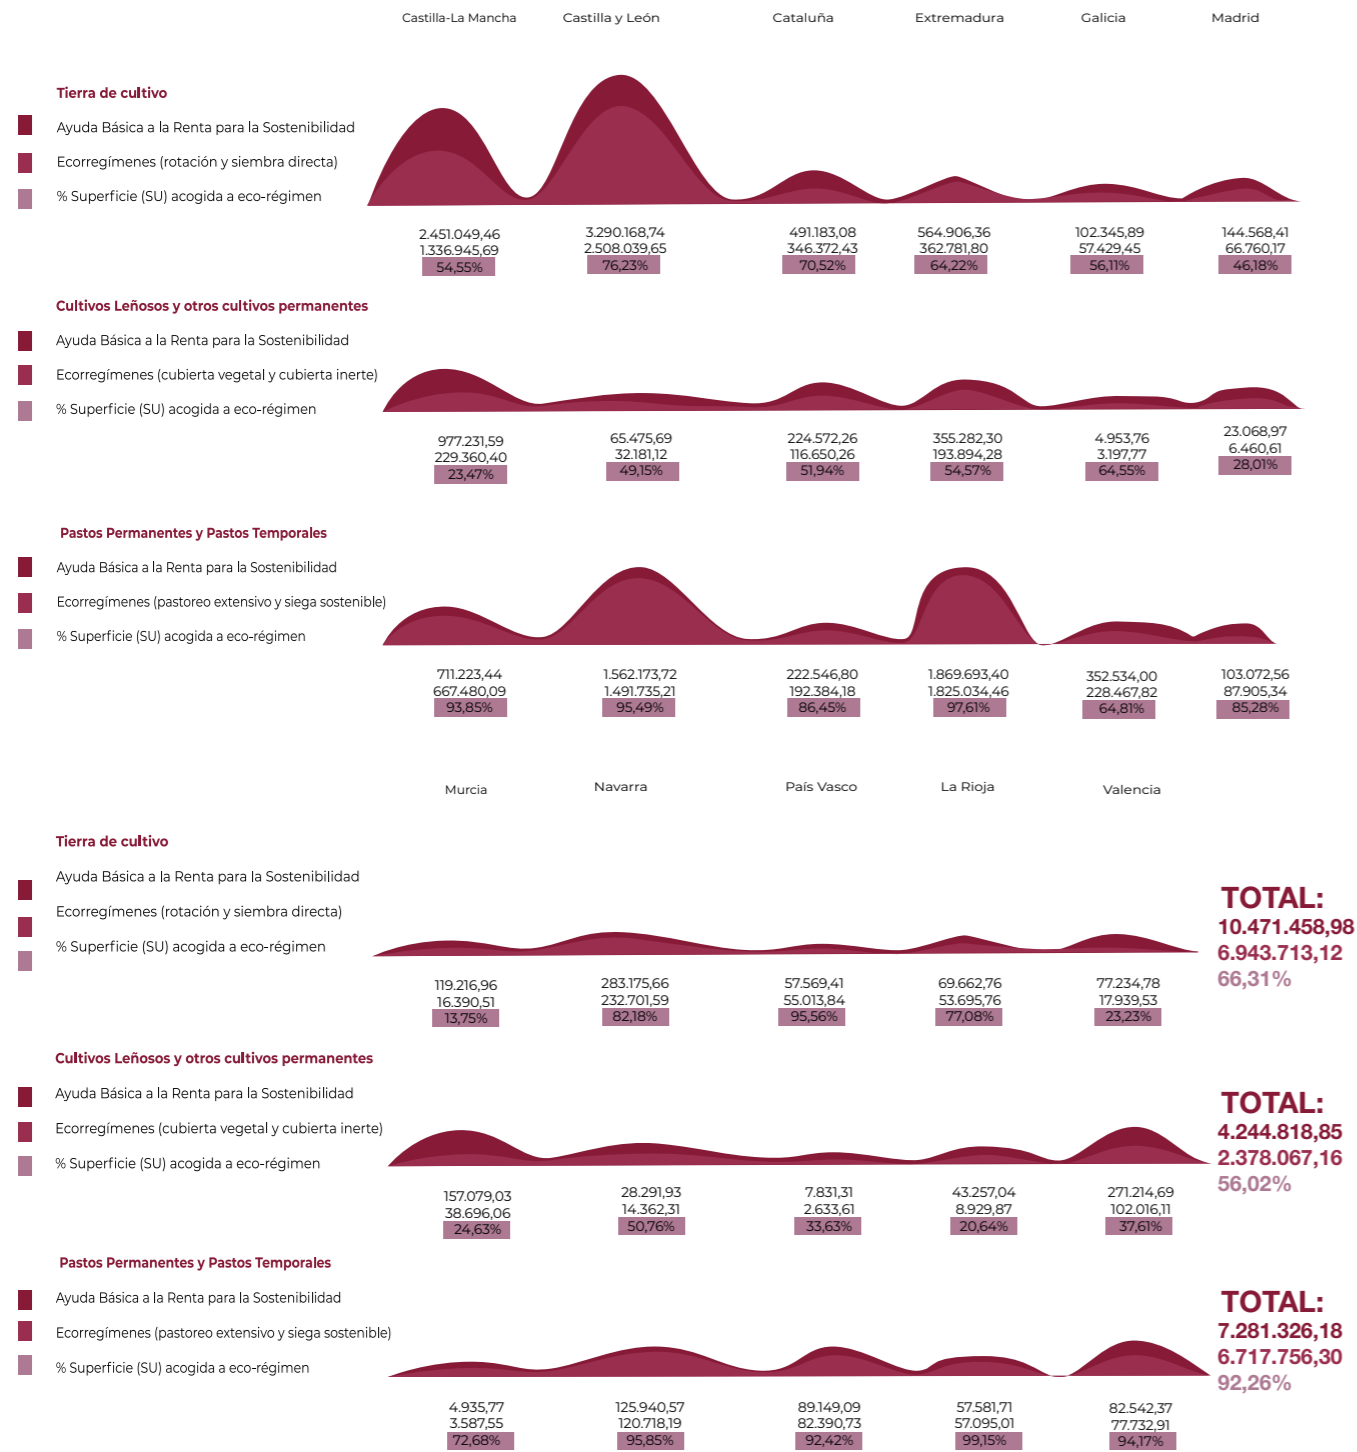 Castilla-La Mancha Castilla y León Cataluña Extremadura Galicia Madrid
Tierra de cultivo
Ayuda Básica a la Renta para la Sostenibilidad
Ecorregímenes (rotación y siembra directa)
% Superficie (SU) acogida a eco-régimen
2.451.049,46 3.290.168,74 491.183,08 564.906,36 102.345,89 144.568,41
1.336.945,69 2.508.039,65 346.372,43 362.781,80 57.429,45 66.760,17
54,55% 76,23% 70,52% 64,22% 56,11% 46,18%
Cultivos Leñosos y otros cultivos permanentes
Ayuda Básica a la Renta para la Sostenibilidad
Ecorregímenes (cubierta vegetal y cubierta inerte)
% Superficie (SU) acogida a eco-régimen
977.231,59 65.475,69 224.572,26 355.282,30 4.953,76 23.068,97
229.360,40 32.181,12 116.650,26 193.894,28 3.197,77 6.460,61
23,47% 49,15% 51,94% 54,57% 64,55% 28,01%
Pastos Permanentes y Pastos Temporales
Ayuda Básica a la Renta para la Sostenibilidad
Ecorregímenes (pastoreo extensivo y siega sostenible)
% Superficie (SU) acogida a eco-régimen
711.223,44 1.562.173,72 222.546,80 1.869.693,40 352.534,00 103.072,56
667.480,09 1.491.735,21 192.384,18 1.825.034,46 228.467,82 87.905,34
93,85% 95,49% 86,45% 97,61% 64,81% 85,28%
Murcia Navarra País Vasco La Rioja Valencia
Tierra de cultivo
Ayuda Básica a la Renta para la Sostenibilidad
Ecorregímenes (rotación y siembra directa)
% Superficie (SU) acogida a eco-régimen
TOTAL:
10.471.458,98
6.943.713,12
66,31%
119.216,96 283.175,66 57.569,41 69.662,76 77.234,78
16.390,51 232.701,59 55.013,84 53.695,76 17.939,53
13,75% 82,18% 95,56% 77,08% 23,23%
Cultivos Leñosos y otros cultivos permanentes
Ayuda Básica a la Renta para la Sostenibilidad
Ecorregímenes (cubierta vegetal y cubierta inerte)
% Superficie (SU) acogida a eco-régimen
TOTAL:
4.244.818,85
2.378.067,16
56,02%
157.079,03 28.291,93 7.831,31 43.257,04 271.214,69
38.696,06 14.362,31 2.633,61 8.929,87 102.016,11
24,63% 50,76% 33,63% 20,64% 37,61%
Pastos Permanentes y Pastos Temporales
Ayuda Básica a la Renta para la Sostenibilidad
Ecorregímenes (pastoreo extensivo y siega sostenible)
% Superficie (SU) acogida a eco-régimen
TOTAL:
7.281.326,18
6.717.756,30
92,26%
4.935,77 125.940,57 89.149,09 57.581,71 82.542,37
3.587,55 120.718,19 82.390,73 57.095,01 77.732,91
72,68% 95,85% 92,42% 99,15% 94,17%